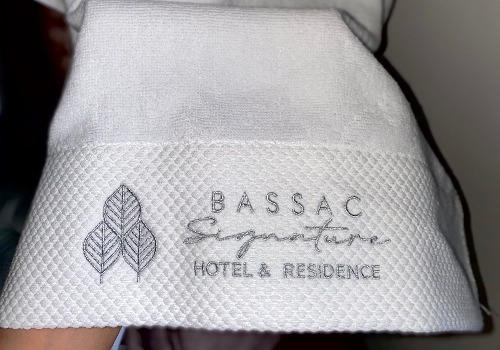 BASSAC
Signature
HOTEL & RESIDENCE